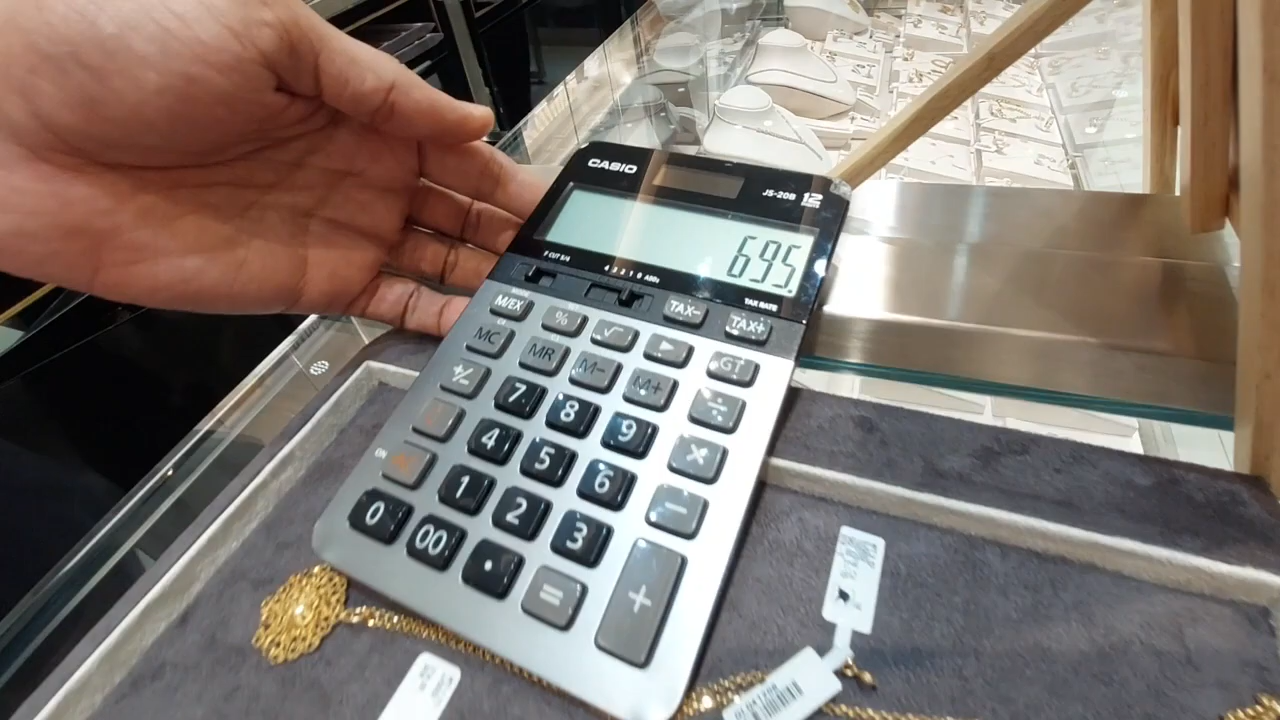 CASIO
JS-20B 12
695
F CUT 5/4
4 3 2 1 0 ADD₂
TAX RATE
M/EX % √ ▶ TAX− TAX+
MC MR M− M+ GT
+/− 7 8 9 ÷
4 5 6 ×
ON 1 2 3 −
0 00 · = +